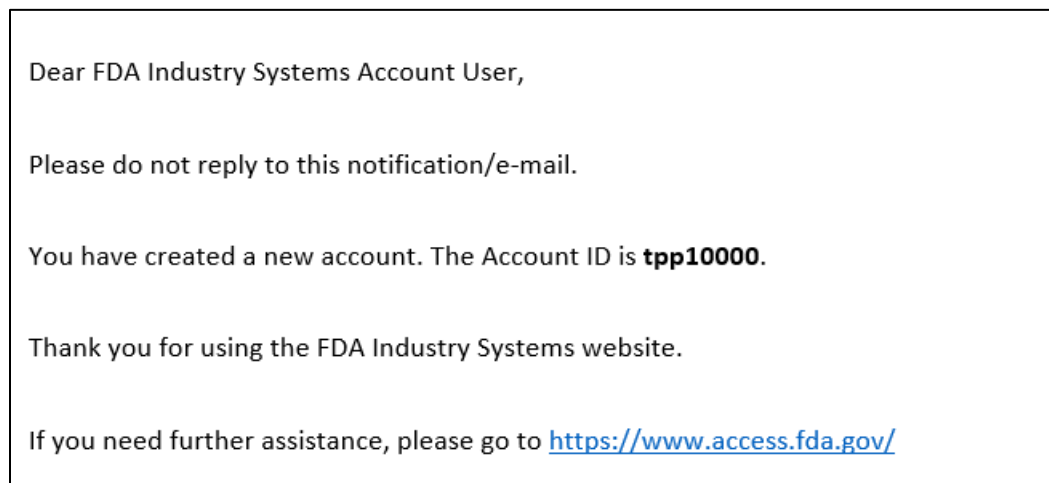 Dear FDA Industry Systems Account User,
Please do not reply to this notification/e-mail.
You have created a new account. The Account ID is tpp10000.
Thank you for using the FDA Industry Systems website.
If you need further assistance, please go to https://www.access.fda.gov/